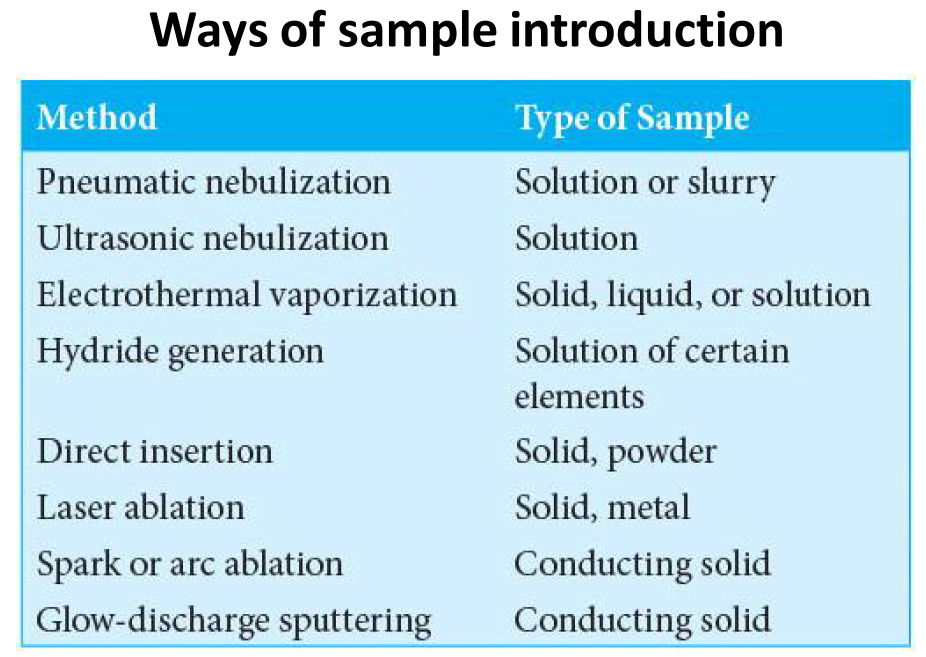 Ways of sample introduction
Method Type of Sample
Pneumatic nebulization Solution or slurry
Ultrasonic nebulization Solution
Electrothermal vaporization Solid, liquid, or solution
Hydride generation Solution of certain
elements
Direct insertion Solid, powder
Laser ablation Solid, metal
Spark or arc ablation Conducting solid
Glow-discharge sputtering Conducting solid